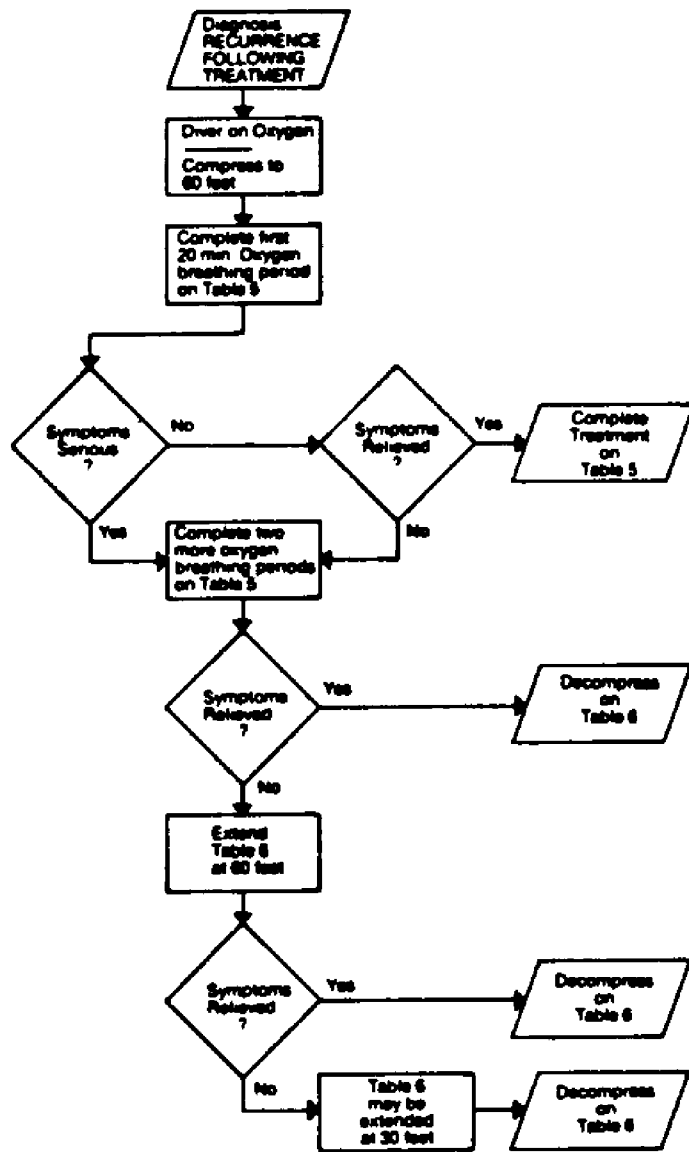 Diagnosis
RECURRENCE
FOLLOWING
TREATMENT
Diver on Oxygen
Compress to
60 feet
Complete first
20 min Oxygen
breathing period
on Table 5
Symptoms
Serious
?
No
Yes
Symptoms
Relieved
?
Yes
No
Complete
Treatment
on
Table 5
Complete two
more oxygen
breathing periods
on Table 5
Symptoms
Relieved
?
Yes
No
Decompress
on
Table 6
Extend
Table 6
at 60 feet
Symptoms
Relieved
?
Yes
No
Decompress
on
Table 6
Table 6
may be
extended
at 30 feet
Decompress
on
Table 6